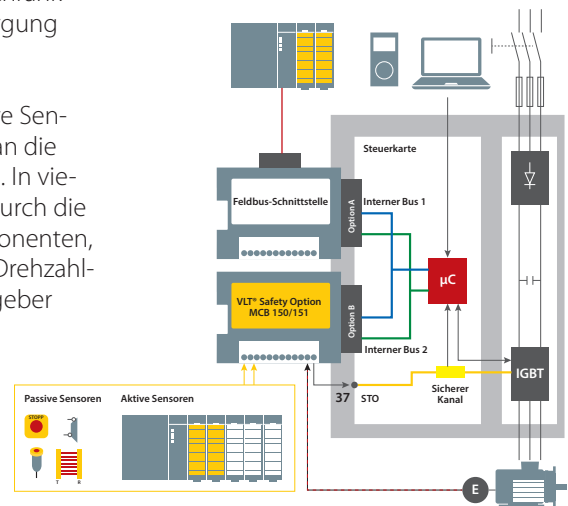 rgung
e Sen-
an die
. In vie-
urch die
onenten,
Drehzahl-
geber
Steuerkarte
Feldbus-Schnittstelle
Option A
Interner Bus 1
µC
VLT® Safety Option
MCB 150/151
Option B
Interner Bus 2
IGBT
37
STO
Sicherer
Kanal
Passive Sensoren
Aktive Sensoren
STOPP
T
R
E